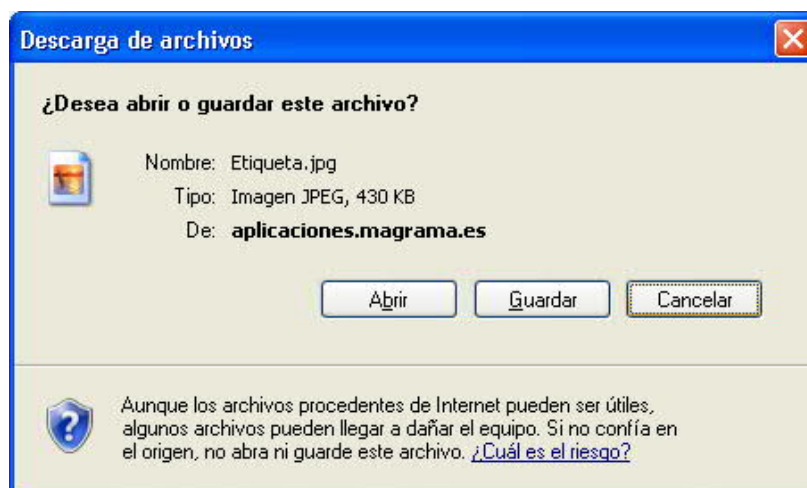 Descarga de archivos
¿Desea abrir o guardar este archivo?
Nombre: Etiqueta.jpg
Tipo: Imagen JPEG, 430 KB
De: aplicaciones.magrama.es
Abrir Guardar Cancelar
Aunque los archivos procedentes de Internet pueden ser útiles,
algunos archivos pueden llegar a dañar el equipo. Si no confía en
el origen, no abra ni guarde este archivo. ¿Cuál es el riesgo?